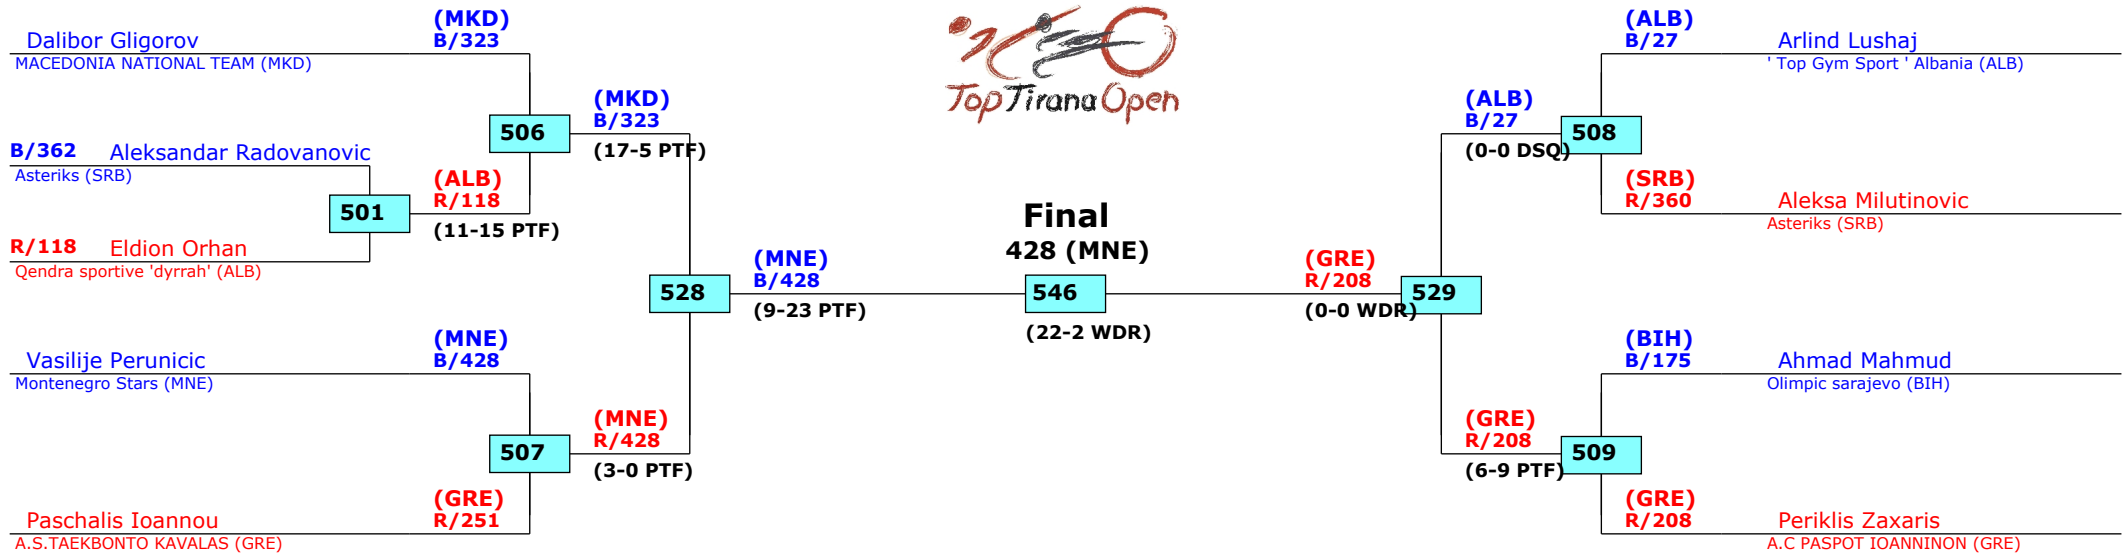 (MKD)
B/323
Dalibor Gligorov
MACEDONIA NATIONAL TEAM (MKD)
506
(MKD)
B/323
(17-5 PTF)
B/362 Aleksandar Radovanovic
Asteriks (SRB)
501
(ALB)
R/118
(11-15 PTF)
R/118 Eldion Orhan
Qendra sportive 'dyrrah' (ALB)
528
(MNE)
B/428
(9-23 PTF)
Vasilije Perunicic
Montenegro Stars (MNE)
(MNE)
B/428
507
(MNE)
R/428
(3-0 PTF)
(GRE)
R/251
Paschalis Ioannou
A.S.TAEKBONTO KAVALAS (GRE)
Top Tirana Open
Final
428 (MNE)
546
(22-2 WDR)
(ALB)
B/27
Arlind Lushaj
' Top Gym Sport ' Albania (ALB)
(ALB)
B/27
(0-0 DSQ)
508
(SRB)
R/360
Aleksa Milutinovic
Asteriks (SRB)
(GRE)
R/208
(0-0 WDR)
529
(BIH)
B/175
Ahmad Mahmud
Olimpic sarajevo (BIH)
(GRE)
R/208
(6-9 PTF)
509
(GRE)
R/208
Periklis Zaxaris
A.C PASPOT IOANNINON (GRE)